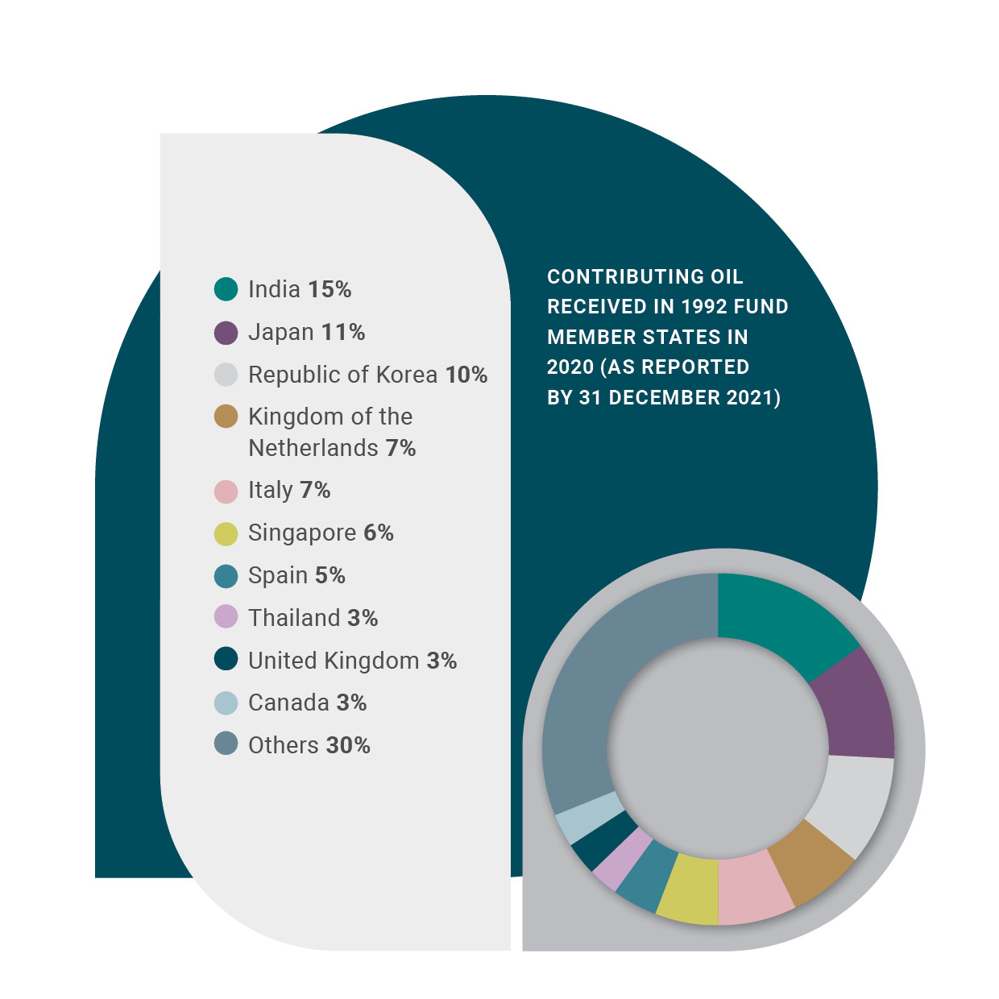 India 15%
Japan 11%
Republic of Korea 10%
Kingdom of the
Netherlands 7%
Italy 7%
Singapore 6%
Spain 5%
Thailand 3%
United Kingdom 3%
Canada 3%
Others 30%
CONTRIBUTING OIL
RECEIVED IN 1992 FUND
MEMBER STATES IN
2020 (AS REPORTED
BY 31 DECEMBER 2021)